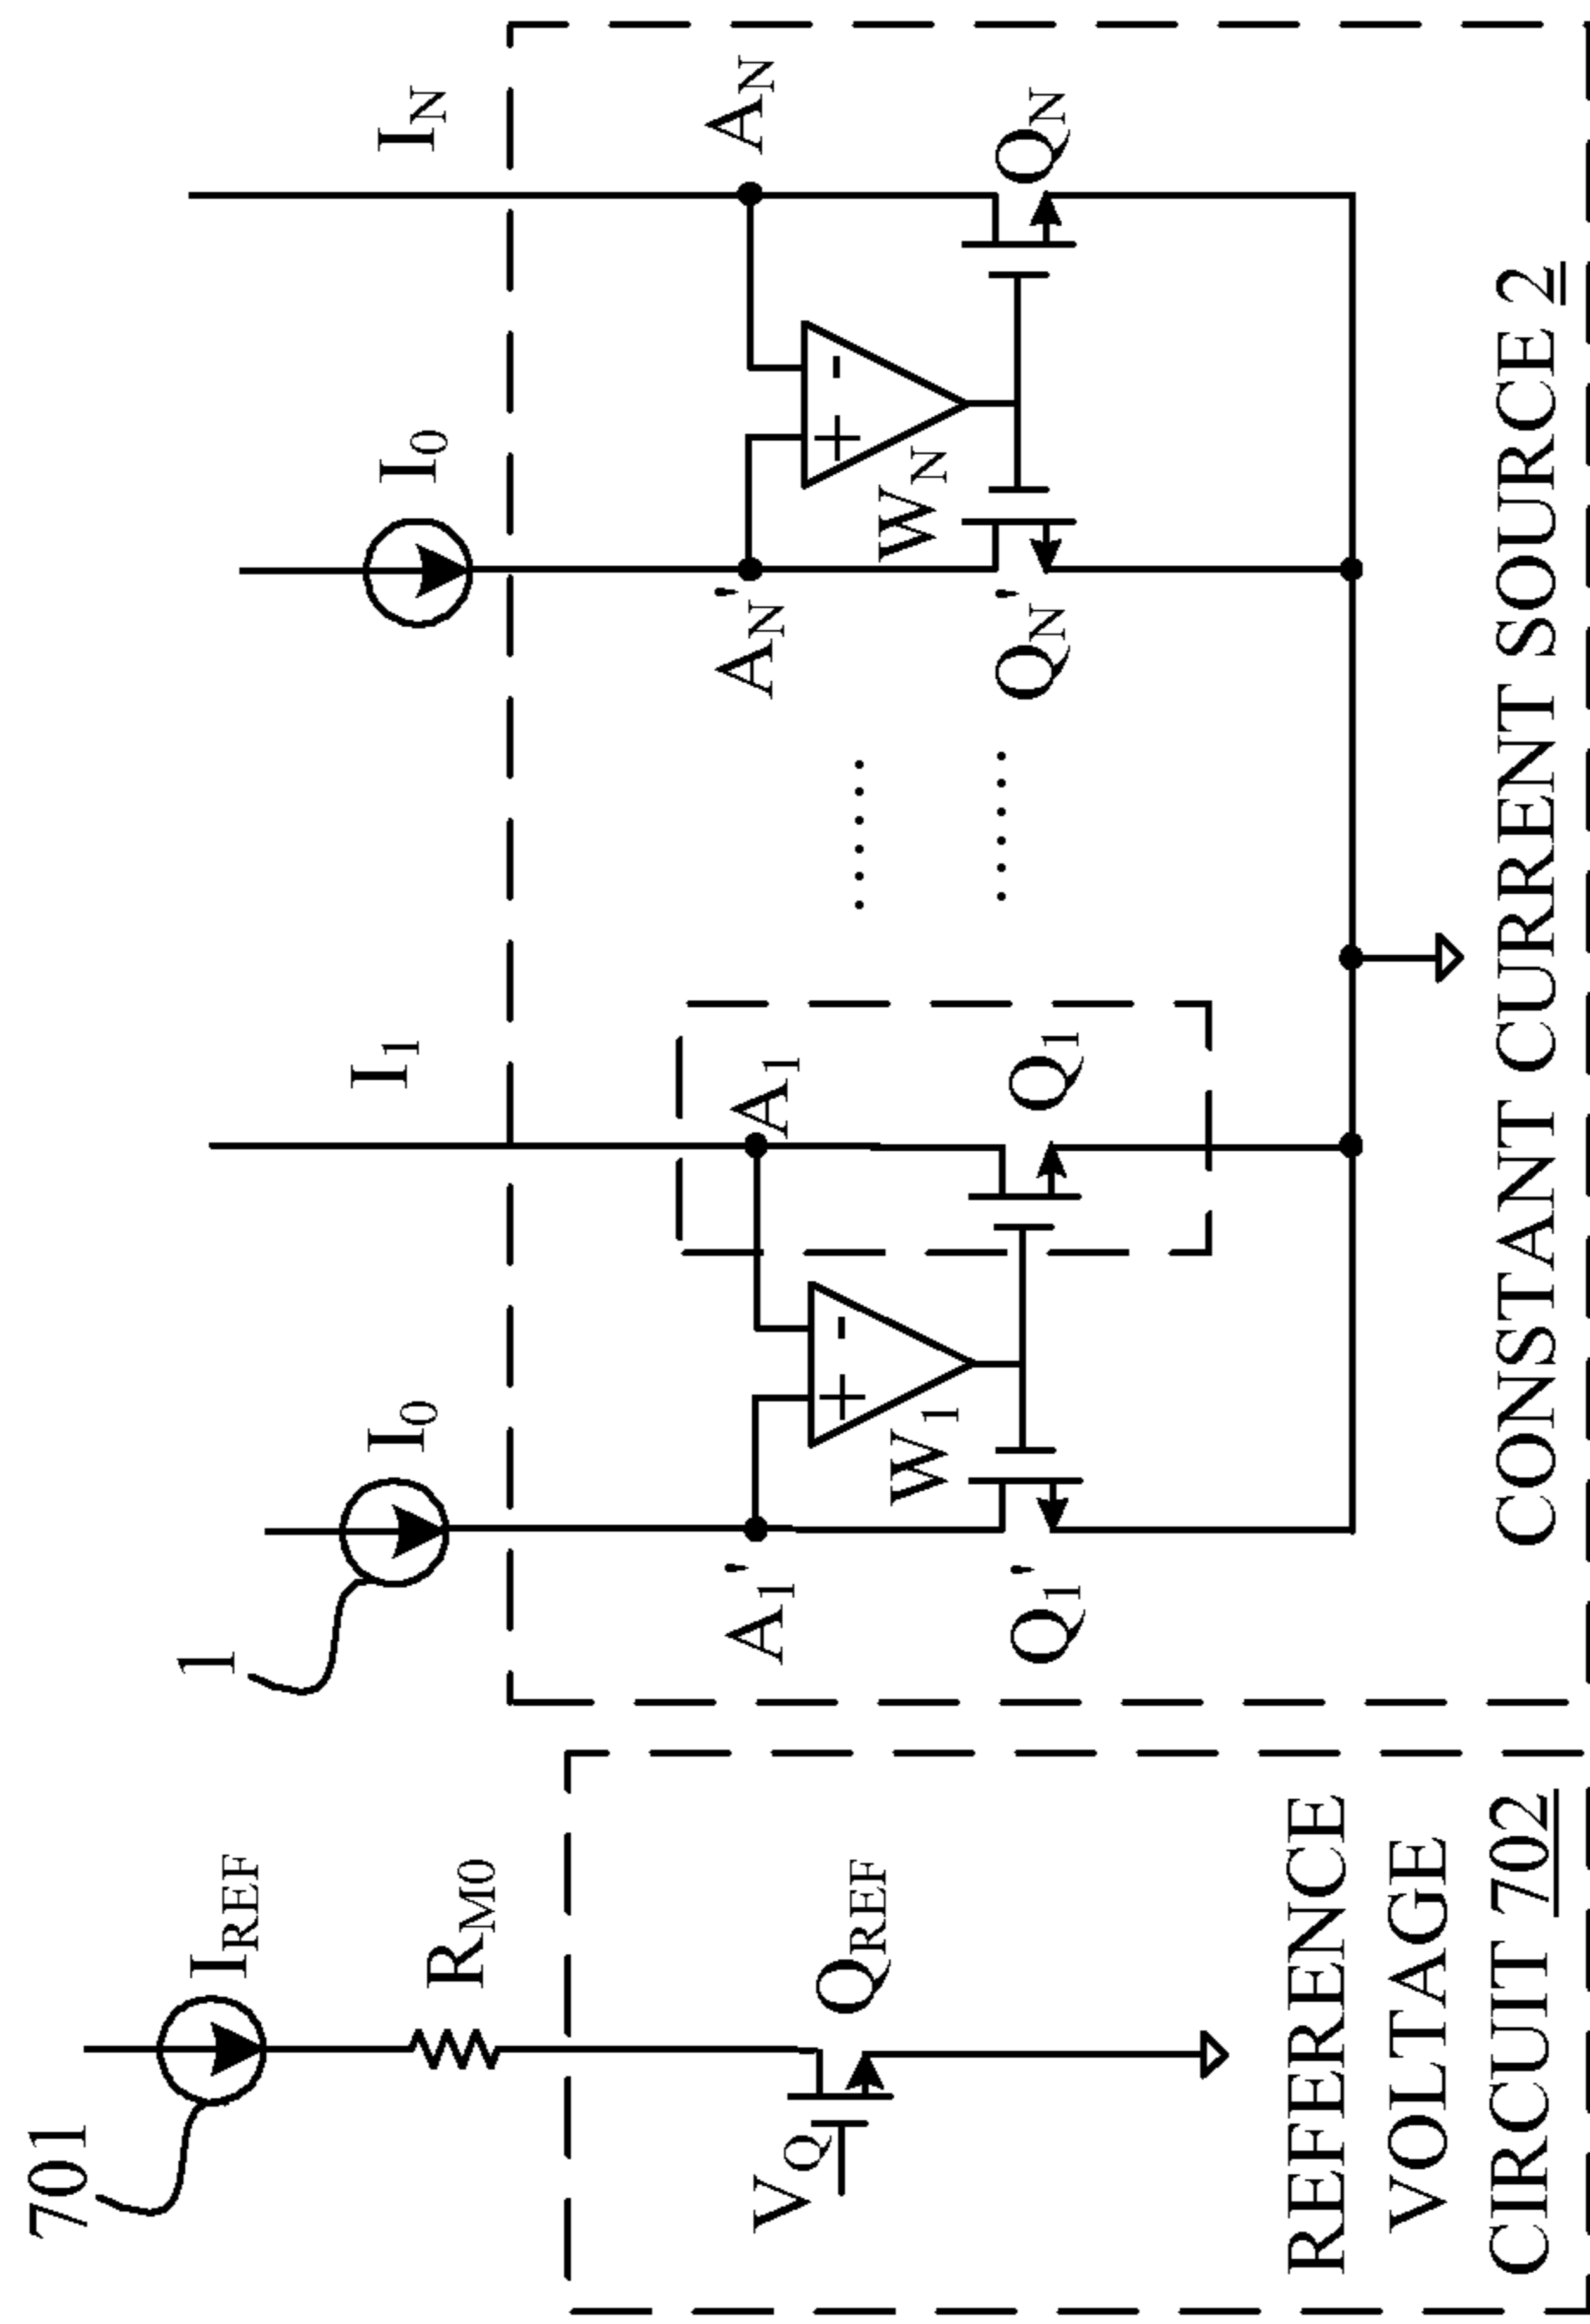 701
I_REF
R_M0
V_Q
Q_REF
REFERENCE
VOLTAGE
CIRCUIT 702
1
I_0
I_1
I_0
I_N
A_1'
A_1
A_N'
A_N
+ -
+ -
W_1
W_N
......
......
Q_1'
Q_1
Q_N'
Q_N
CONSTANT CURRENT SOURCE 2